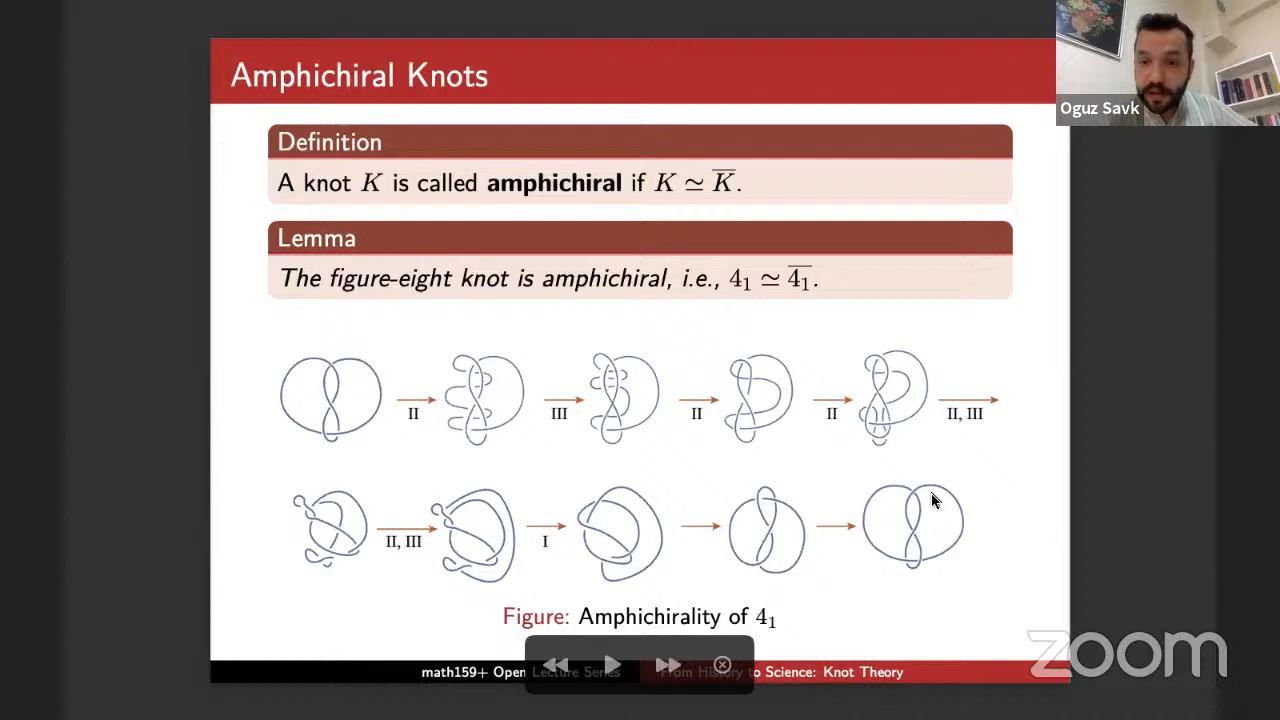 Amphichiral Knots
Oguz Savk
Definition
A knot K is called amphichiral if K ≃ K̅.
Lemma
The figure-eight knot is amphichiral, i.e., 4₁ ≃ 4̅₁̅.
II
III
II
II
II, III
II, III
I
Figure: Amphichirality of 4₁
math159+ Open Lecture Series
From History to Science: Knot Theory
zoom